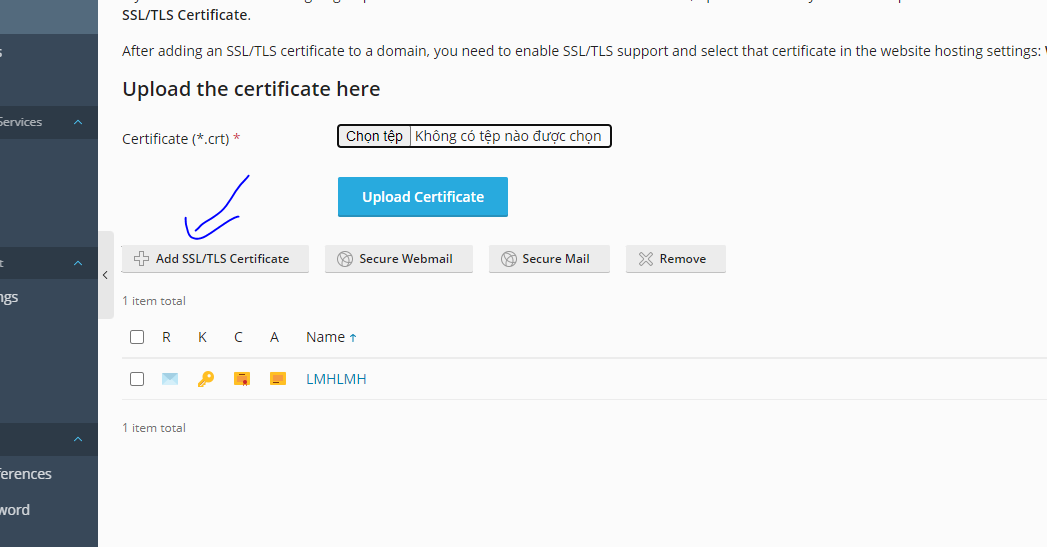 SSL/TLS Certificate.
After adding an SSL/TLS certificate to a domain, you need to enable SSL/TLS support and select that certificate in the website hosting settings:
Upload the certificate here
Services
Certificate (*.crt) *
Chọn tệp Không có tệp nào được chọn
Upload Certificate
Add SSL/TLS Certificate Secure Webmail Secure Mail Remove
1 item total
R K C A Name ↑
LMHLMH
1 item total
ferences
word